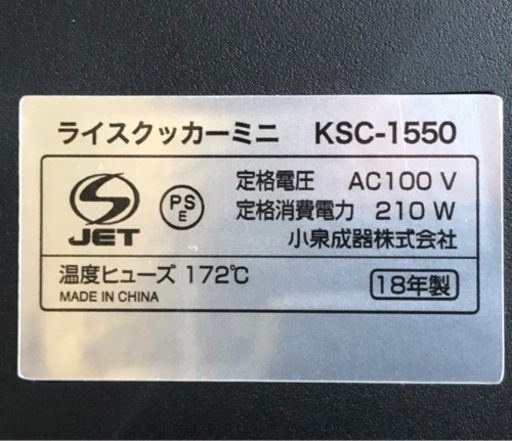 ライスクッカーミニ KSC-1550
定格電圧 AC100 V
定格消費電力 210 W
小泉成器株式会社
JET
PS
E
温度ヒューズ 172℃
MADE IN CHINA
18年製